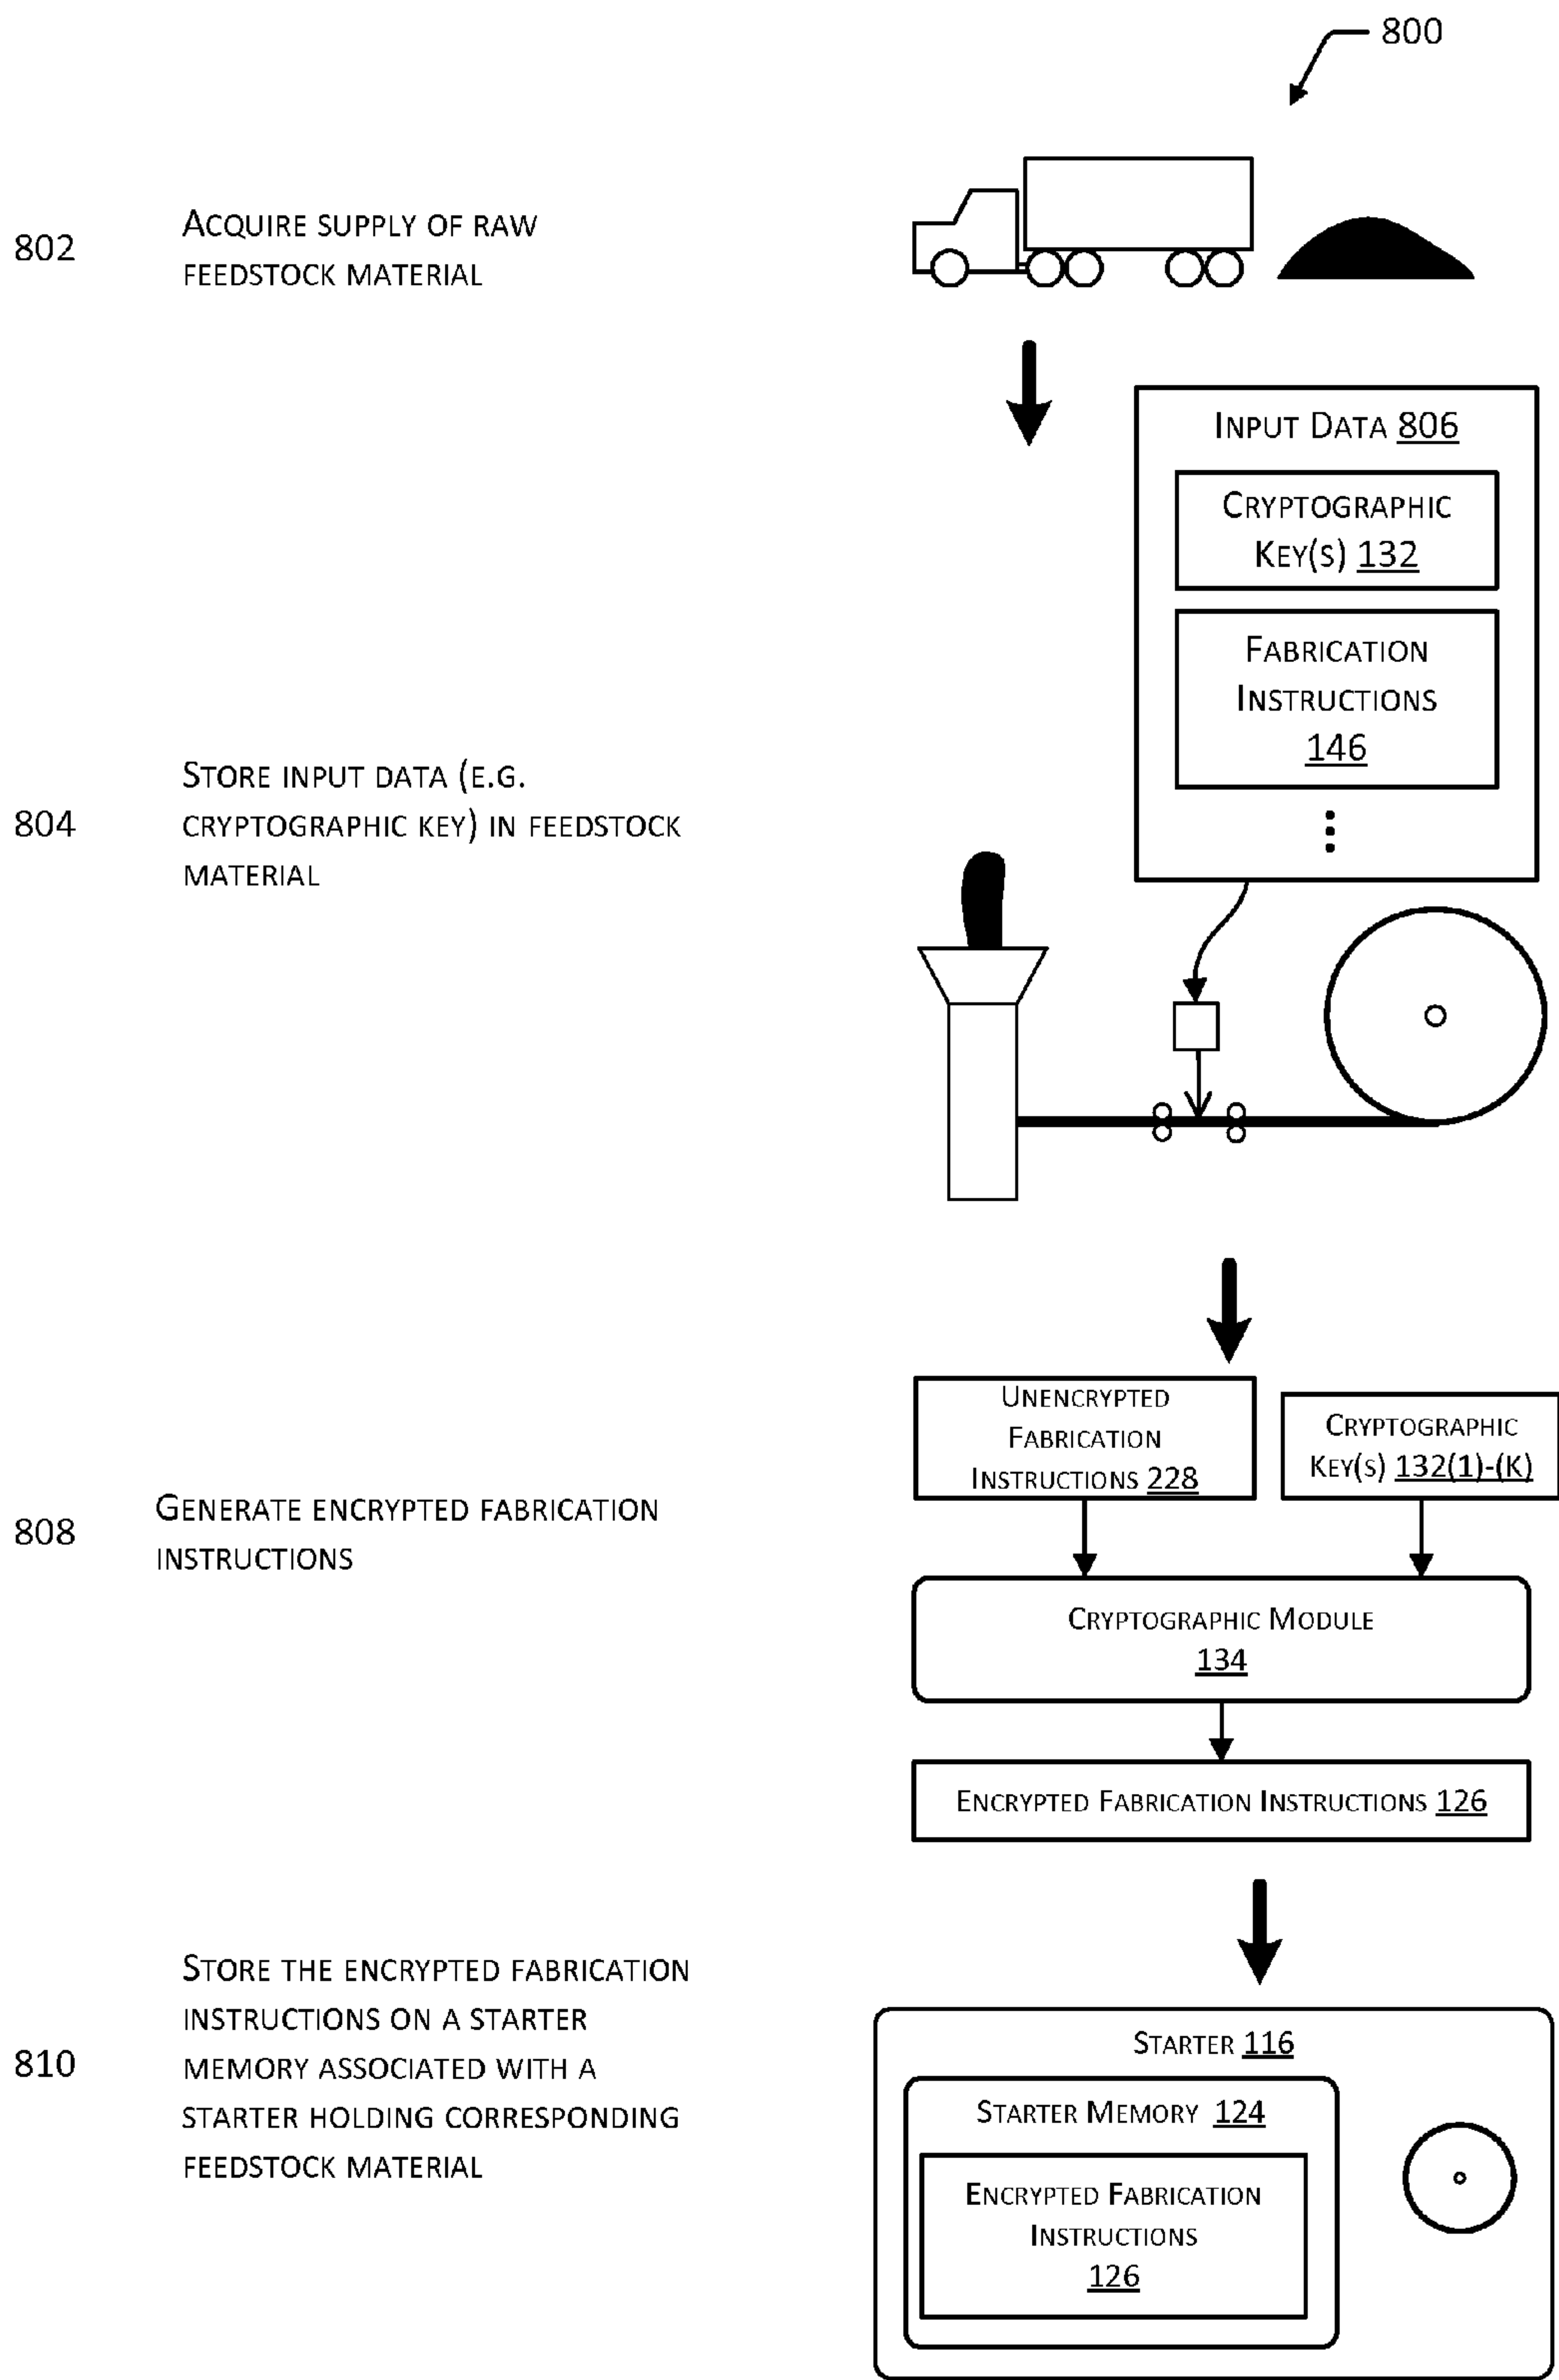 800
802
ACQUIRE SUPPLY OF RAW
FEEDSTOCK MATERIAL
INPUT DATA 806
CRYPTOGRAPHIC
KEY(S) 132
FABRICATION
INSTRUCTIONS
146
804
STORE INPUT DATA (E.G.
CRYPTOGRAPHIC KEY) IN FEEDSTOCK
MATERIAL
808
GENERATE ENCRYPTED FABRICATION
INSTRUCTIONS
UNENCRYPTED
FABRICATION
INSTRUCTIONS 228
CRYPTOGRAPHIC
KEY(S) 132(1)-(K)
CRYPTOGRAPHIC MODULE
134
ENCRYPTED FABRICATION INSTRUCTIONS 126
810
STORE THE ENCRYPTED FABRICATION
INSTRUCTIONS ON A STARTER
MEMORY ASSOCIATED WITH A
STARTER HOLDING CORRESPONDING
FEEDSTOCK MATERIAL
STARTER 116
STARTER MEMORY 124
ENCRYPTED FABRICATION
INSTRUCTIONS
126